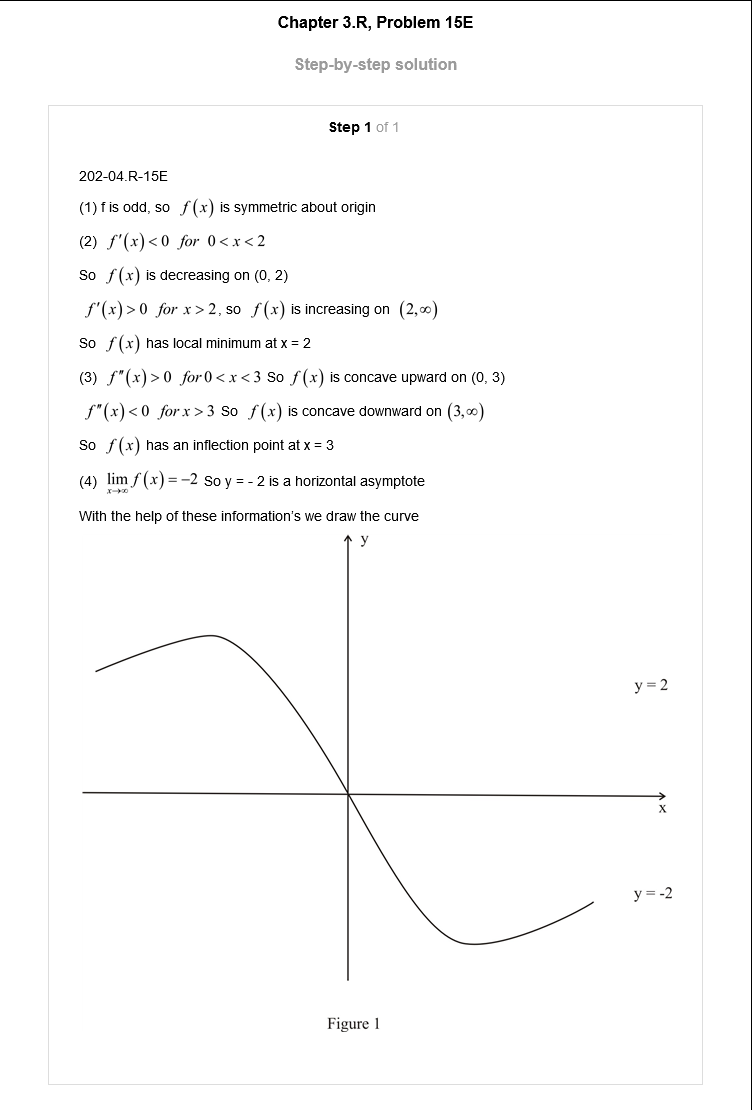 Chapter 3.R, Problem 15E
Step-by-step solution
Step 1 of 1
202-04.R-15E
(1) f is odd, so f(x) is symmetric about origin
(2) f′(x)<0 for 0<x<2
So f(x) is decreasing on (0, 2)
f′(x)>0 for x>2, so f(x) is increasing on (2,∞)
So f(x) has local minimum at x = 2
(3) f″(x)>0 for 0<x<3 So f(x) is concave upward on (0, 3)
f″(x)<0 for x>3 So f(x) is concave downward on (3,∞)
So f(x) has an inflection point at x = 3
(4) lim x→∞ f(x)=−2 So y = - 2 is a horizontal asymptote
With the help of these information's we draw the curve
y
y = 2
x
y = -2
Figure 1